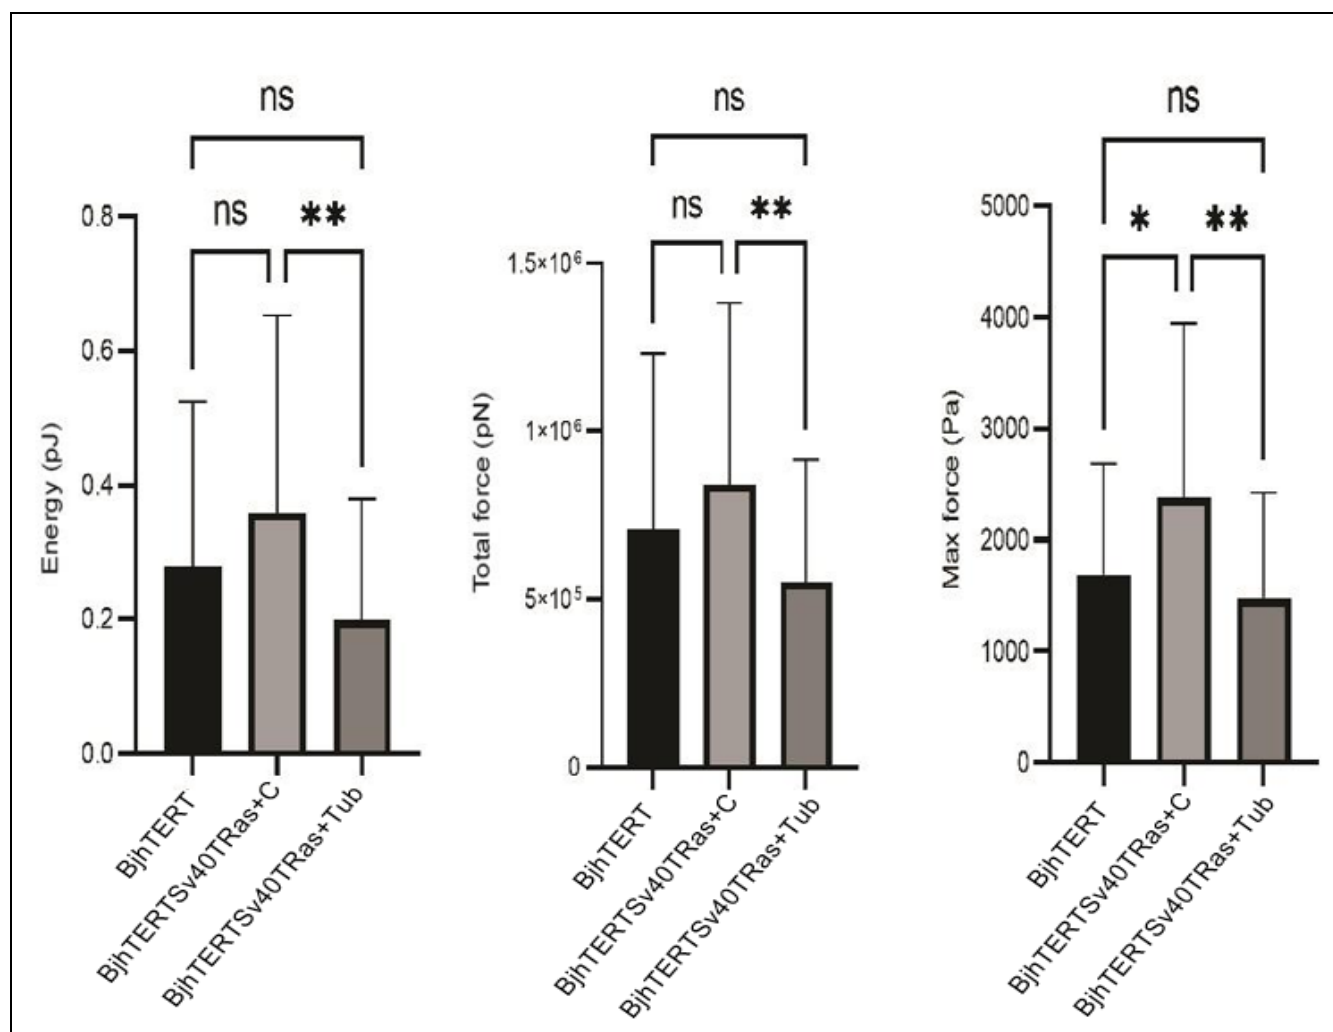 ns
ns **
0.8
0.6
0.4
0.2
0.0
Energy (pJ)
BjhTERT
BjhTERTSv40TRas+C
BjhTERTSv40TRas+Tub
ns
ns **
1.5×10⁶
1×10⁶
5×10⁵
0
Total force (pN)
BjhTERT
BjhTERTSv40TRas+C
BjhTERTSv40TRas+Tub
ns
* **
5000
4000
3000
2000
1000
0
Max force (Pa)
BjhTERT
BjhTERTSv40TRas+C
BjhTERTSv40TRas+Tub